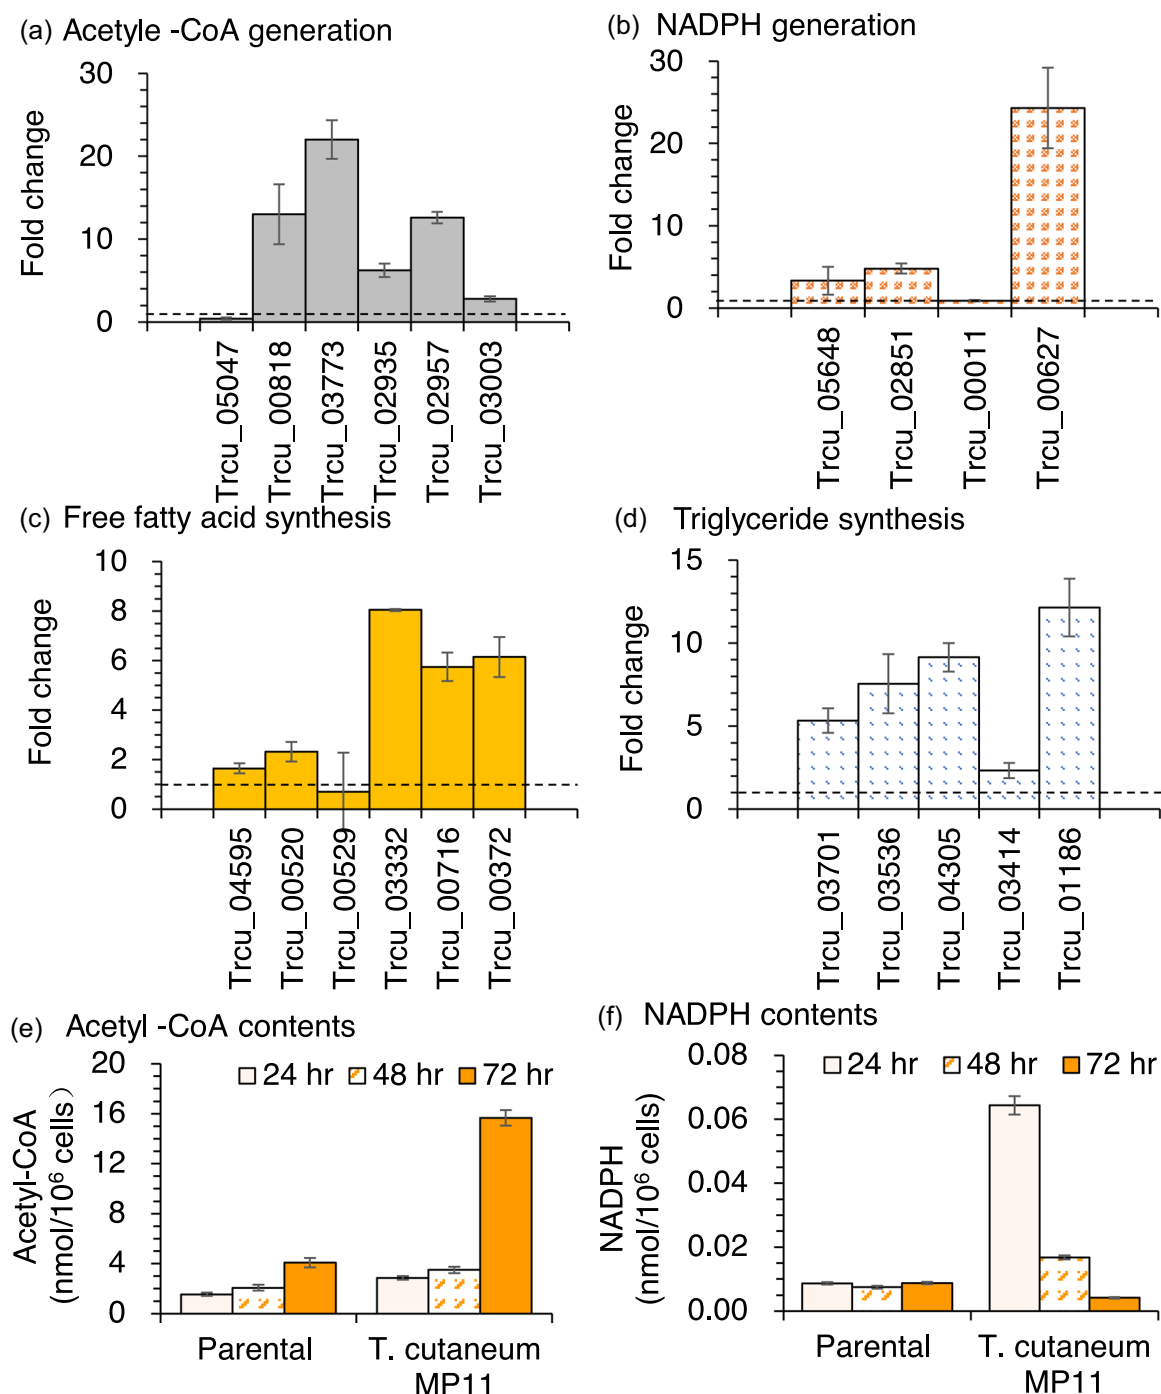 (a) Acetyle -CoA generation
Fold change
30
20
10
0
Trcu_05047
Trcu_00818
Trcu_03773
Trcu_02935
Trcu_02957
Trcu_03003
(b) NADPH generation
Fold change
30
20
10
0
Trcu_05648
Trcu_02851
Trcu_00011
Trcu_00627
(c) Free fatty acid synthesis
Fold change
10
8
6
4
2
0
Trcu_04595
Trcu_00520
Trcu_00529
Trcu_03332
Trcu_00716
Trcu_00372
(d) Triglyceride synthesis
Fold change
15
10
5
0
Trcu_03701
Trcu_03536
Trcu_04305
Trcu_03414
Trcu_01186
(e) Acetyl -CoA contents
Acetyl-CoA
(nmol/10⁶ cells)
20
16
12
8
4
0
24 hr 48 hr 72 hr
Parental T. cutaneum
MP11
(f) NADPH contents
NADPH
(nmol/10⁶ cells)
0.08
0.06
0.04
0.02
0.00
24 hr 48 hr 72 hr
Parental T. cutaneum
MP11